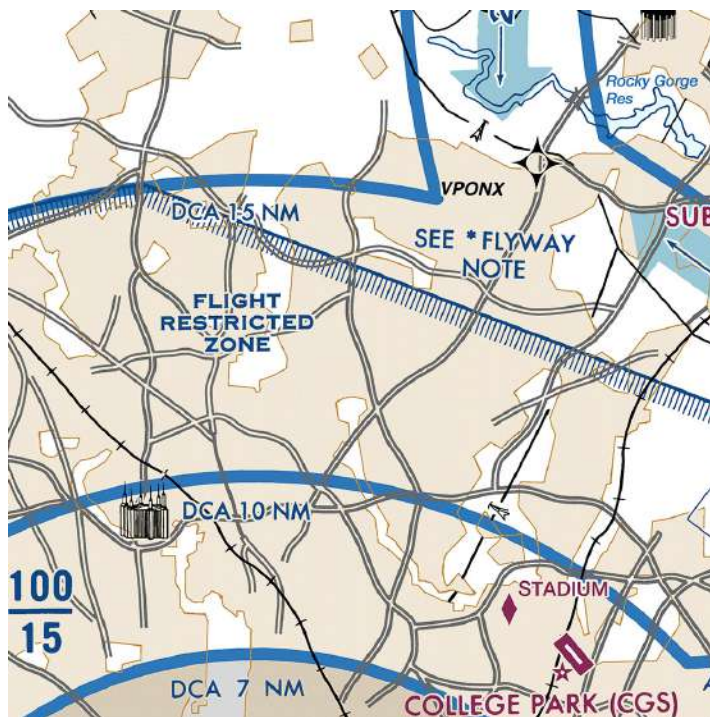 Rocky Gorge
Res
VPONX
DCA 15 NM
SUB
SEE *FLYWAY
NOTE
FLIGHT
RESTRICTED
ZONE
DCA 10 NM
100
15
STADIUM
DCA 7 NM
COLLEGE PARK (CGS)